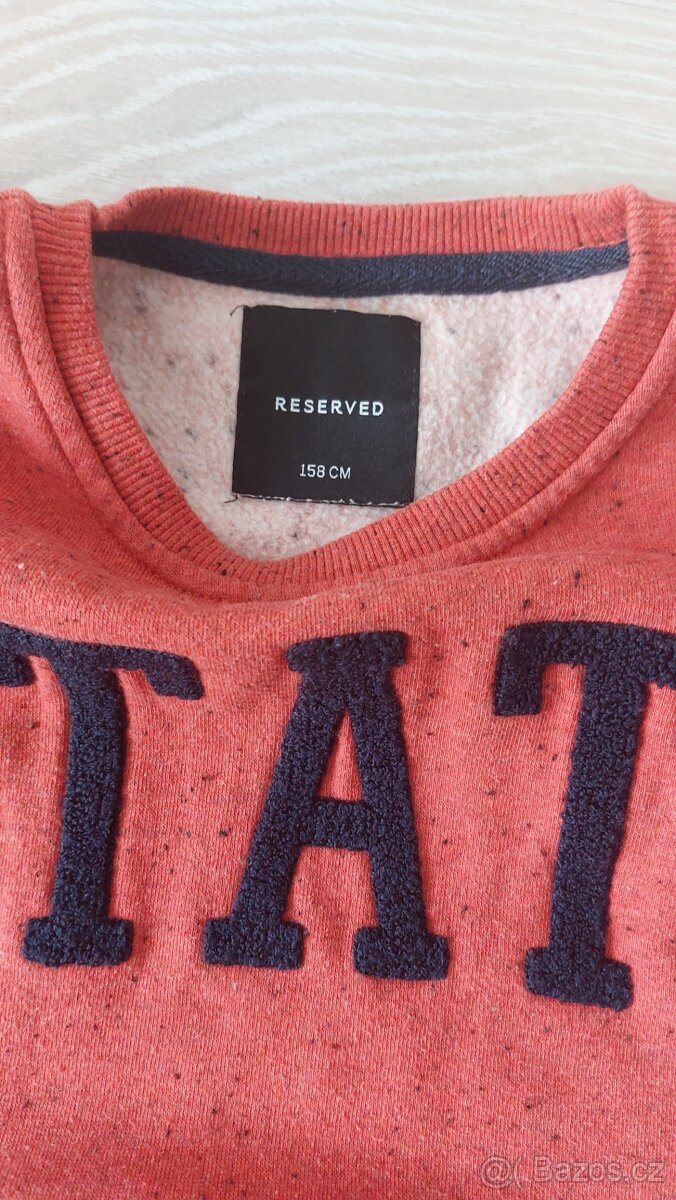 RESERVED
158 CM
TAT
@ Bazos.cz